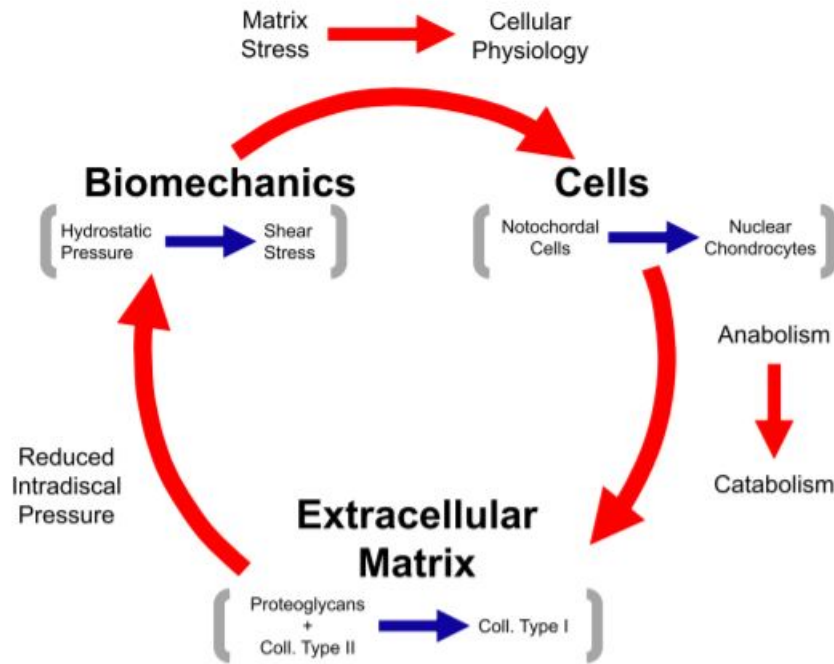 Matrix
Stress
Cellular
Physiology
Biomechanics
Hydrostatic
Pressure
Shear
Stress
Cells
Notochordal
Cells
Nuclear
Chondrocytes
Anabolism
Catabolism
Reduced
Intradiscal
Pressure
Extracellular
Matrix
Proteoglycans
+
Coll. Type II
Coll. Type I